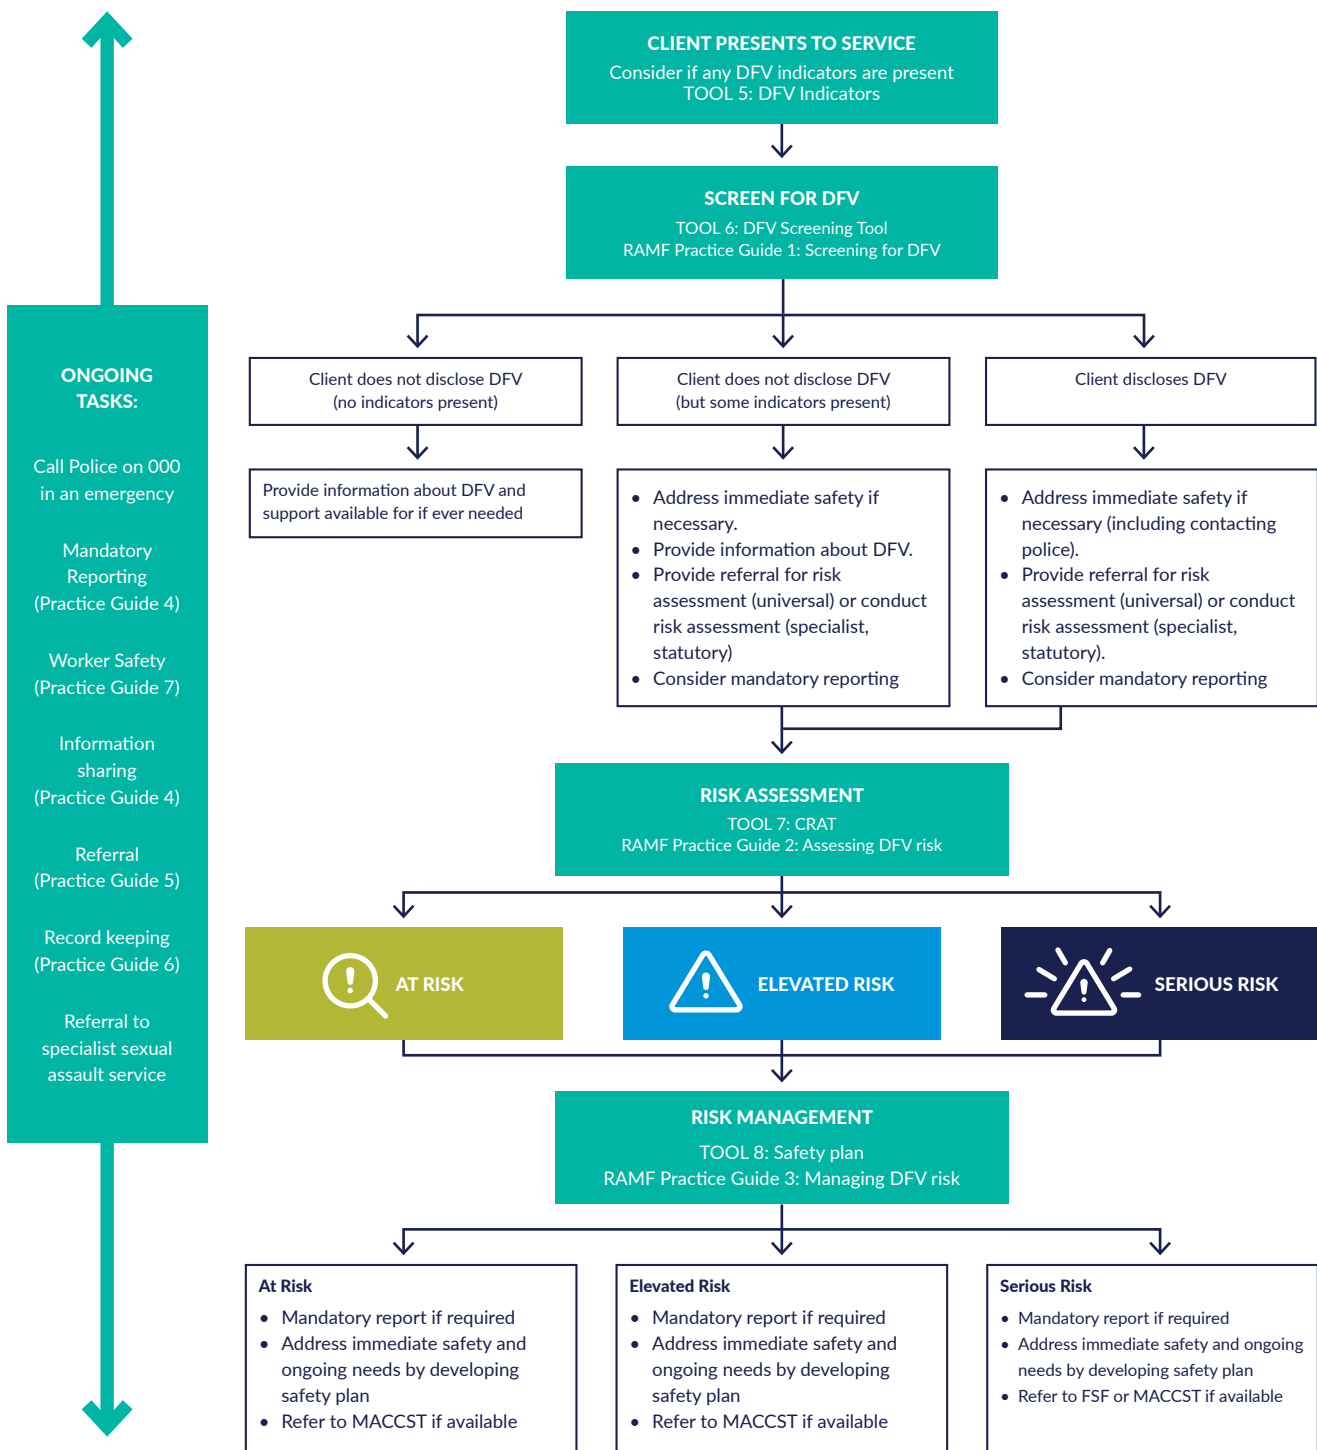 CLIENT PRESENTS TO SERVICE
Consider if any DFV indicators are present
TOOL 5: DFV Indicators
SCREEN FOR DFV
TOOL 6: DFV Screening Tool
RAMF Practice Guide 1: Screening for DFV
ONGOING
TASKS:
Call Police on 000
in an emergency
Mandatory
Reporting
(Practice Guide 4)
Worker Safety
(Practice Guide 7)
Information
sharing
(Practice Guide 4)
Referral
(Practice Guide 5)
Record keeping
(Practice Guide 6)
Referral to
specialist sexual
assault service
Client does not disclose DFV
(no indicators present)
Client does not disclose DFV
(but some indicators present)
Client discloses DFV
Provide information about DFV and
support available for if ever needed
• Address immediate safety if
necessary.
• Provide information about DFV.
• Provide referral for risk
assessment (universal) or conduct
risk assessment (specialist,
statutory)
• Consider mandatory reporting
• Address immediate safety if
necessary (including contacting
police).
• Provide referral for risk
assessment (universal) or conduct
risk assessment (specialist,
statutory).
• Consider mandatory reporting
RISK ASSESSMENT
TOOL 7: CRAT
RAMF Practice Guide 2: Assessing DFV risk
AT RISK
ELEVATED RISK
SERIOUS RISK
RISK MANAGEMENT
TOOL 8: Safety plan
RAMF Practice Guide 3: Managing DFV risk
At Risk
• Mandatory report if required
• Address immediate safety and
ongoing needs by developing
safety plan
• Refer to MACCST if available
Elevated Risk
• Mandatory report if required
• Address immediate safety and
ongoing needs by developing
safety plan
• Refer to MACCST if available
Serious Risk
• Mandatory report if required
• Address immediate safety and ongoing
needs by developing safety plan
• Refer to FSF or MACCST if available